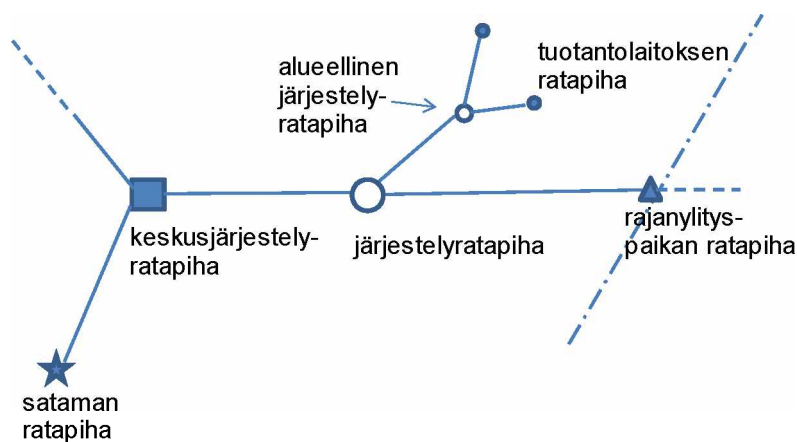 alueellinen
järjestely-
ratapiha
tuotantolaitoksen
ratapiha
keskusjärjestely-
ratapiha
järjestelyratapiha
rajanylitys-
paikan ratapiha
sataman
ratapiha